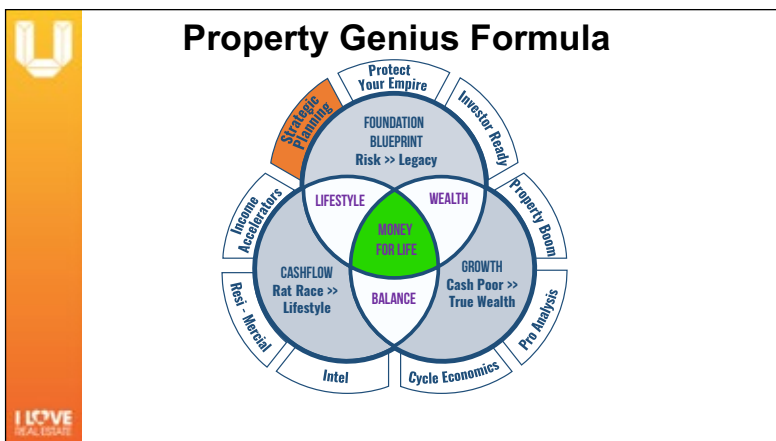 Property Genius Formula
Protect
Your Empire
Strategic
Planning
Investor Ready
FOUNDATION
BLUEPRINT
Risk >> Legacy
LIFESTYLE
WEALTH
Income
Accelerators
Property Boom
MONEY
FOR LIFE
CASHFLOW
Rat Race >>
Lifestyle
GROWTH
Cash Poor >>
True Wealth
BALANCE
Resi - Mercial
Pro Analysis
Intel
Cycle Economics
U
I LOVE
REAL ESTATE